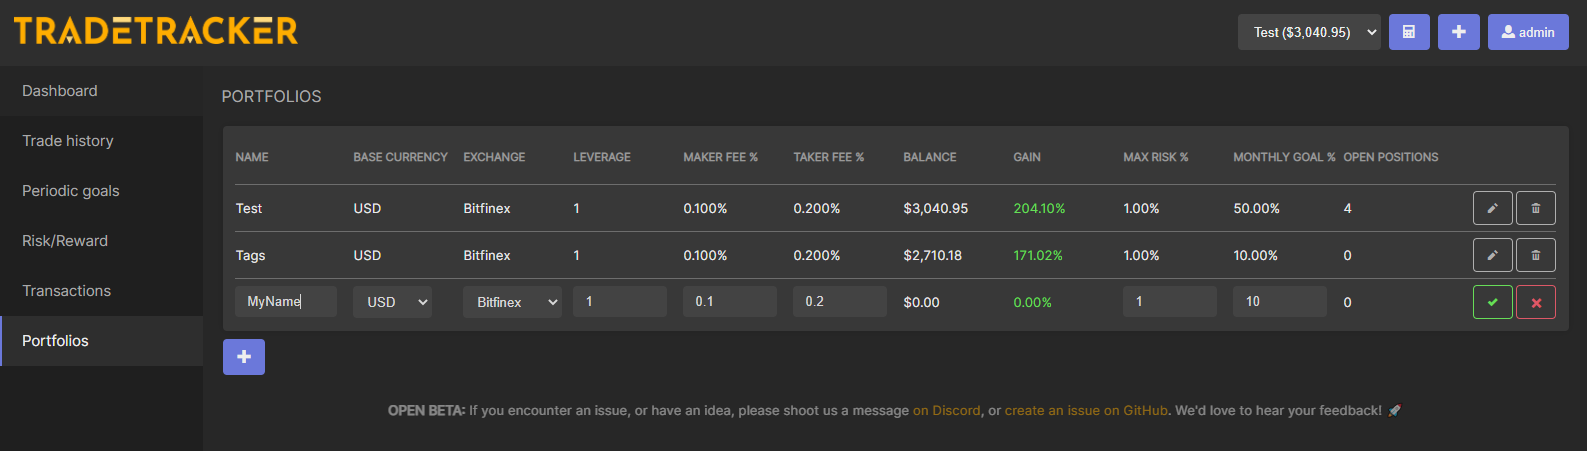 TRADETRACKER
Test ($3,040.95) admin
Dashboard
Trade history
Periodic goals
Risk/Reward
Transactions
Portfolios
PORTFOLIOS
NAME BASE CURRENCY EXCHANGE LEVERAGE MAKER FEE % TAKER FEE % BALANCE GAIN MAX RISK % MONTHLY GOAL % OPEN POSITIONS
Test USD Bitfinex 1 0.100% 0.200% $3,040.95 204.10% 1.00% 50.00% 4
Tags USD Bitfinex 1 0.100% 0.200% $2,710.18 171.02% 1.00% 10.00% 0
MyName USD Bitfinex 1 0.1 0.2 $0.00 0.00% 1 10 0
OPEN BETA: If you encounter an issue, or have an idea, please shoot us a message on Discord, or create an issue on GitHub. We'd love to hear your feedback! 🚀